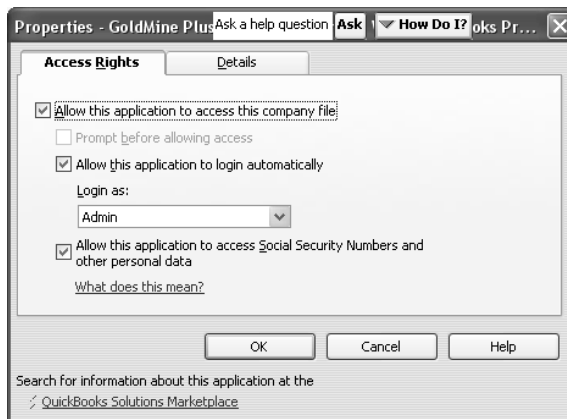 Properties - GoldMine Plus Ask a help question Ask How Do I? oks Pr...
Access Rights Details
Allow this application to access this company file
Prompt before allowing access
Allow this application to login automatically
Login as:
Admin
Allow this application to access Social Security Numbers and
other personal data
What does this mean?
OK Cancel Help
Search for information about this application at the
QuickBooks Solutions Marketplace